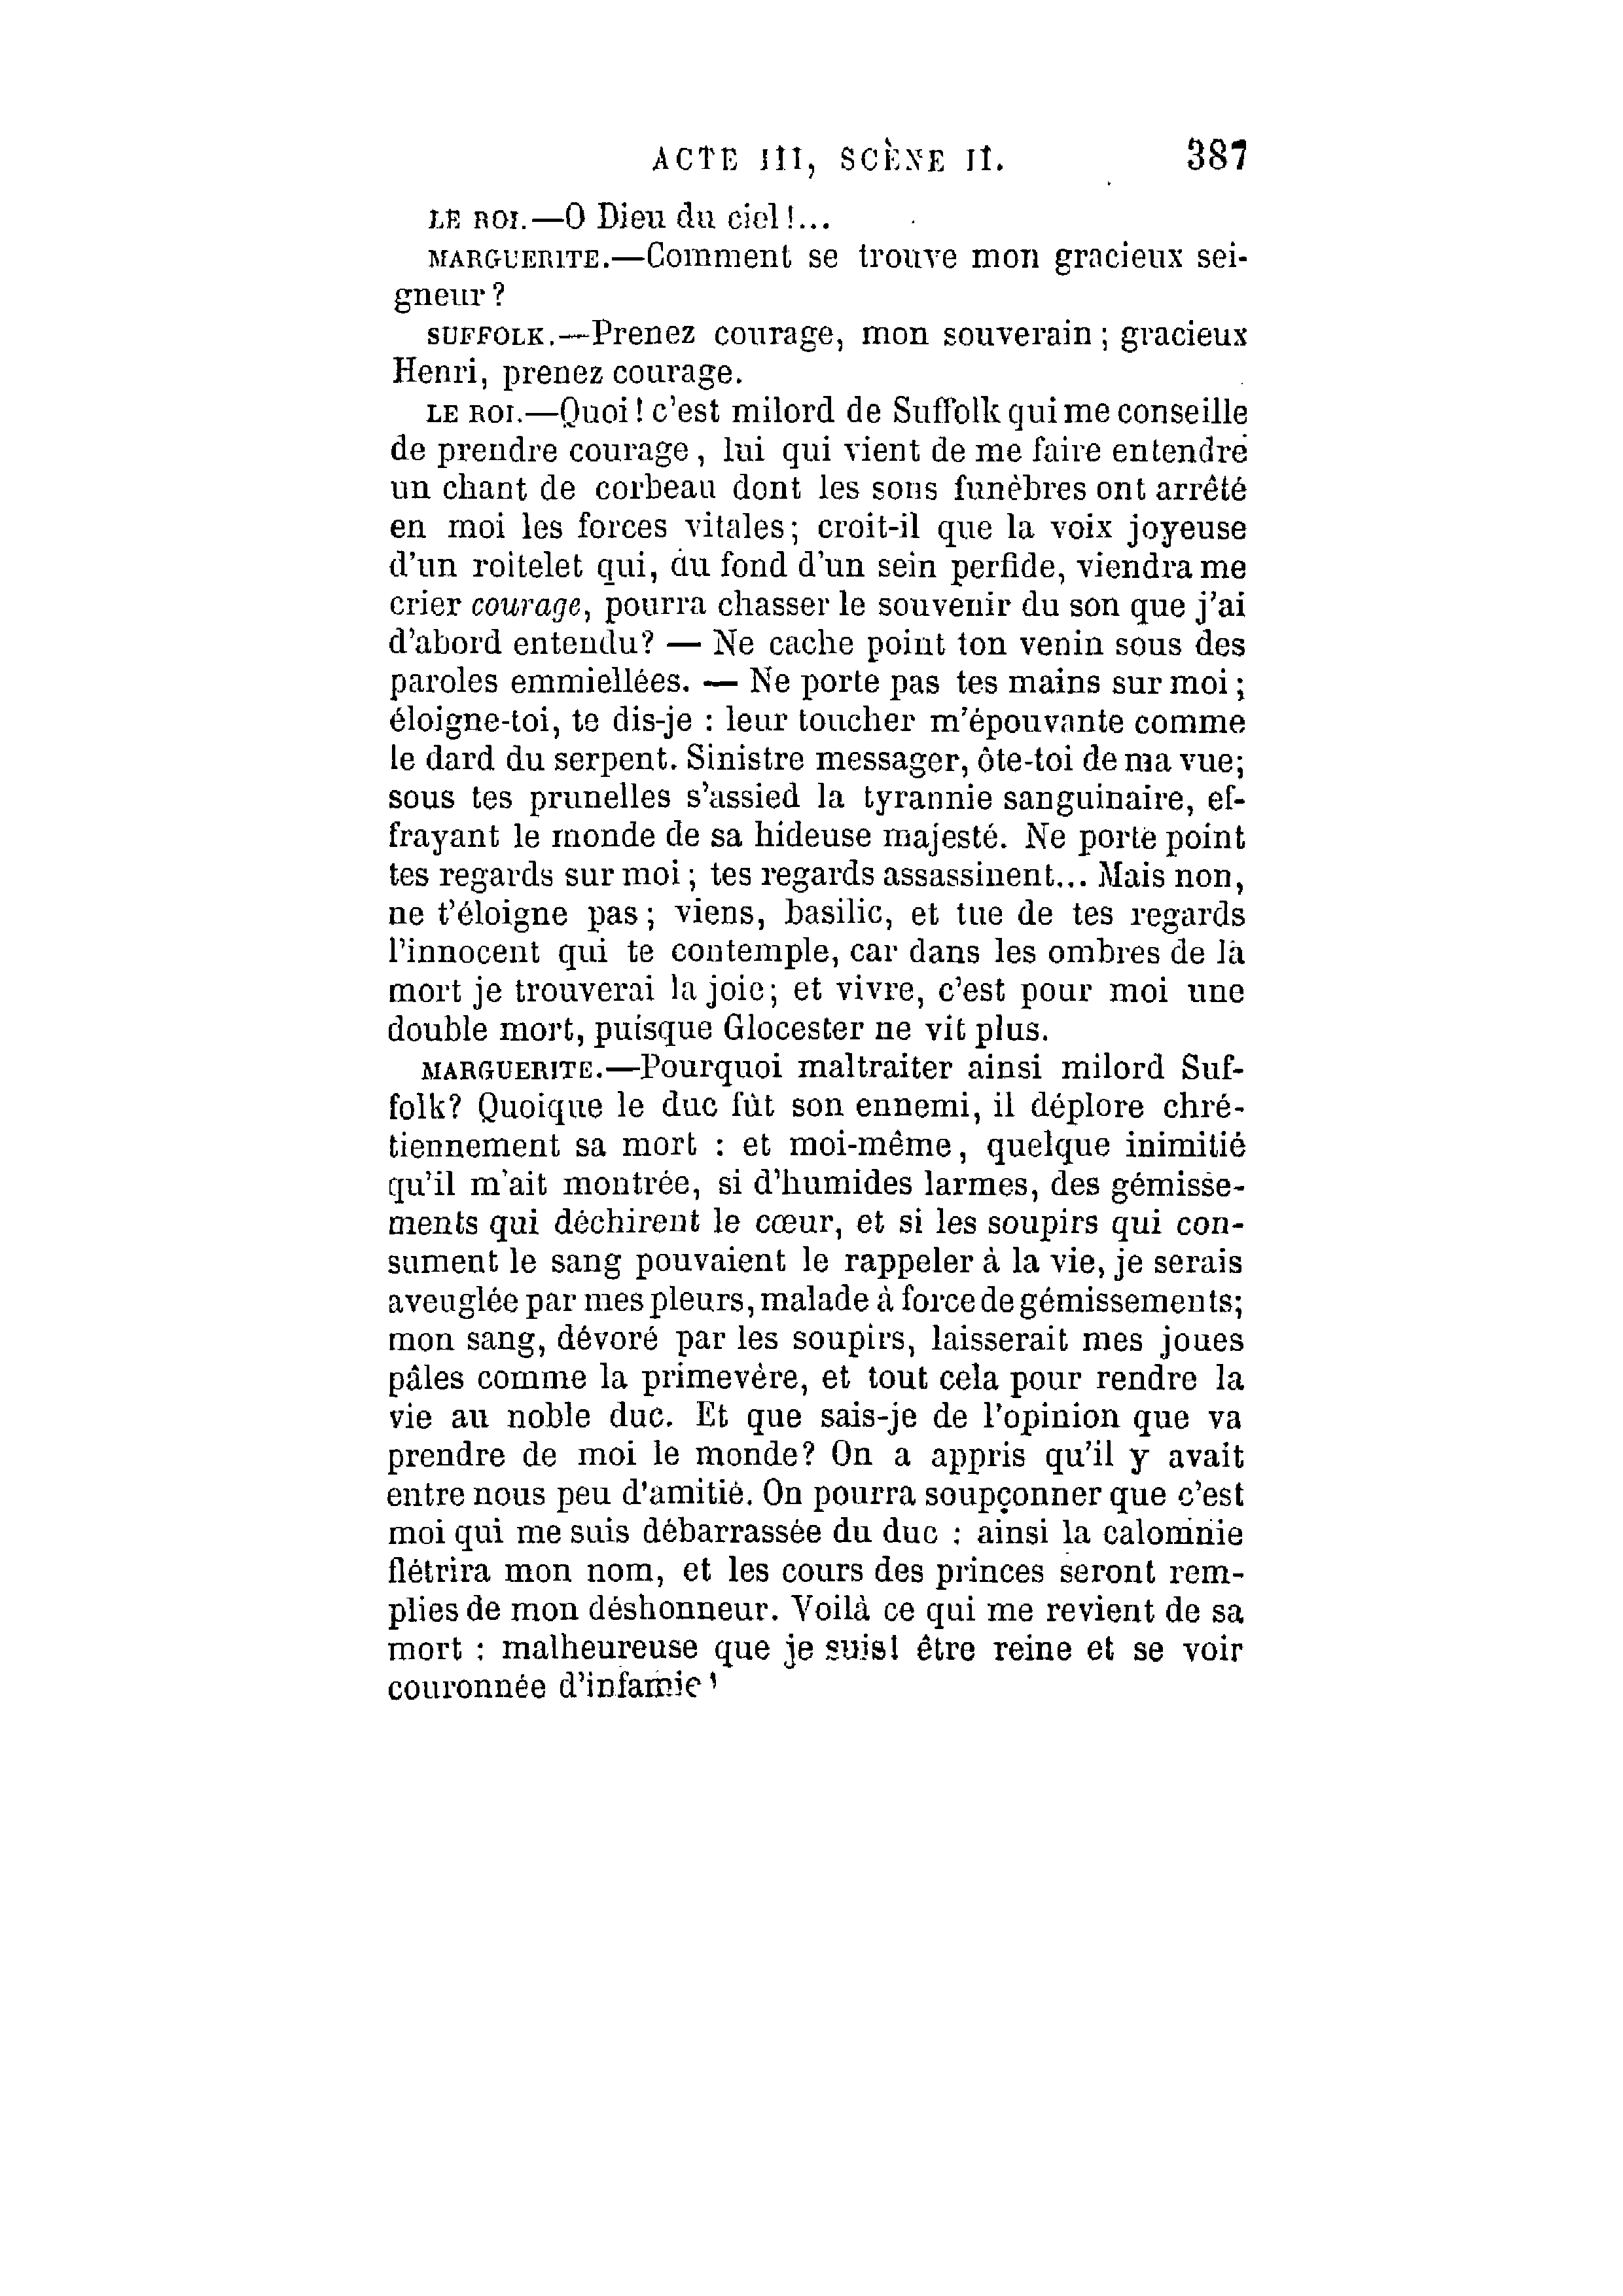 ACTE III, SCÈNE II. 387
LE ROI.—O Dieu du ciel!...
MARGUERITE.—Comment se trouve mon gracieux sei-
gneur?
SUFFOLK.—Prenez courage, mon souverain; gracieux
Henri, prenez courage.
LE ROI.—Quoi! c'est milord de Suffolk qui me conseille
de prendre courage, lui qui vient de me faire entendre
un chant de corbeau dont les sons funèbres ont arrêté
en moi les forces vitales; croit-il que la voix joyeuse
d'un roitelet qui, du fond d'un sein perfide, viendra me
crier courage, pourra chasser le souvenir du son que j'ai
d'abord entendu? — Ne cache point ton venin sous des
paroles emmiellées. — Ne porte pas tes mains sur moi;
éloigne-toi, te dis-je : leur toucher m'épouvante comme
le dard du serpent. Sinistre messager, ôte-toi de ma vue;
sous tes prunelles s'assied la tyrannie sanguinaire, ef-
frayant le monde de sa hideuse majesté. Ne porte point
tes regards sur moi; tes regards assassinent... Mais non,
ne t'éloigne pas; viens, basilic, et tue de tes regards
l'innocent qui te contemple, car dans les ombres de la
mort je trouverai la joie; et vivre, c'est pour moi une
double mort, puisque Glocester ne vit plus.
MARGUERITE.—Pourquoi maltraiter ainsi milord Suf-
folk? Quoique le duc fût son ennemi, il déplore chré-
tiennement sa mort : et moi-même, quelque inimitié
qu'il m'ait montrée, si d'humides larmes, des gémisse-
ments qui déchirent le cœur, et si les soupirs qui con-
sument le sang pouvaient le rappeler à la vie, je serais
aveuglée par mes pleurs, malade à force de gémissements;
mon sang, dévoré par les soupirs, laisserait mes joues
pâles comme la primevère, et tout cela pour rendre la
vie au noble duc. Et que sais-je de l'opinion que va
prendre de moi le monde? On a appris qu'il y avait
entre nous peu d'amitié. On pourra soupçonner que c'est
moi qui me suis débarrassée du duc : ainsi la calomnie
flétrira mon nom, et les cours des princes seront rem-
plies de mon déshonneur. Voilà ce qui me revient de sa
mort : malheureuse que je suis! être reine et se voir
couronnée d'infamie!